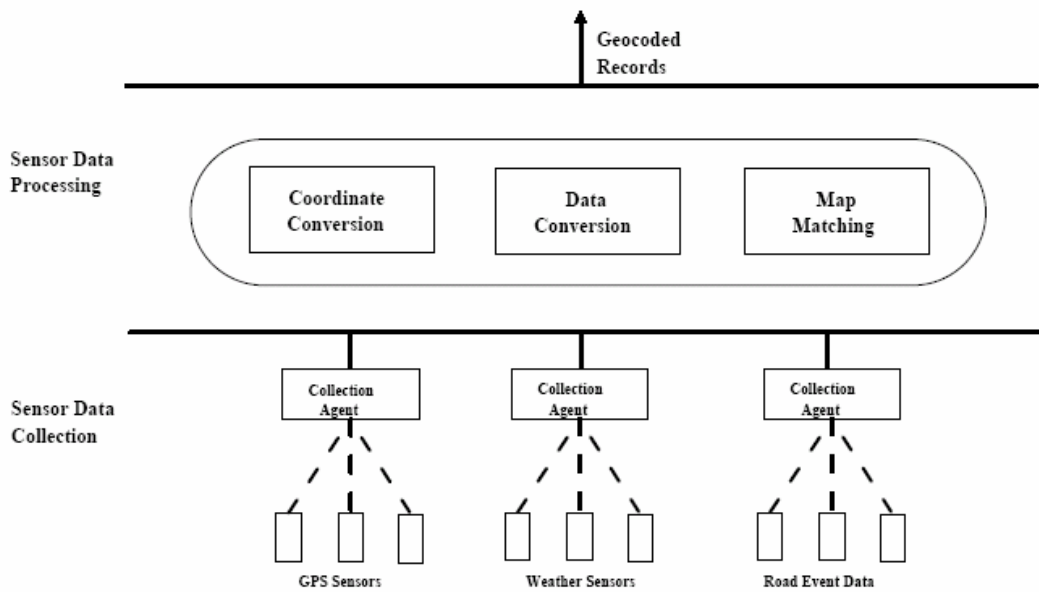 Geocoded
Records
Sensor Data
Processing
Coordinate
Conversion
Data
Conversion
Map
Matching
Sensor Data
Collection
Collection
Agent
Collection
Agent
Collection
Agent
GPS Sensors
Weather Sensors
Road Event Data